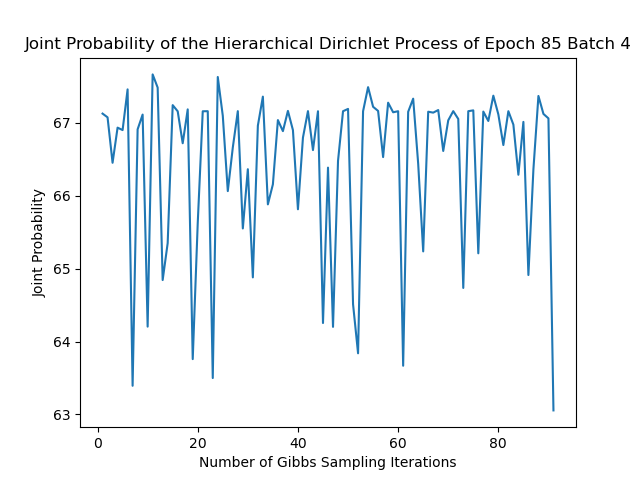 Joint Probability of the Hierarchical Dirichlet Process of Epoch 85 Batch 4
67
66
65
64
63
Joint Probability
0 20 40 60 80
Number of Gibbs Sampling Iterations